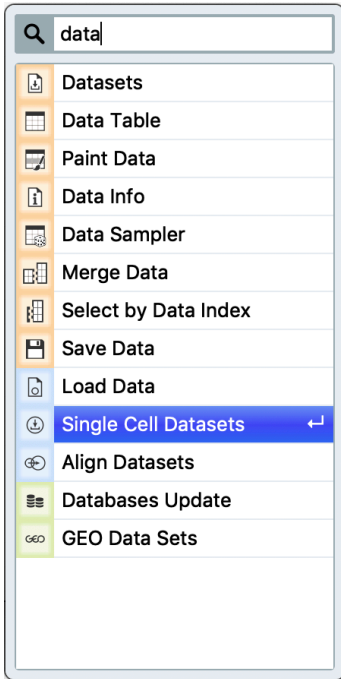 data
Datasets
Data Table
Paint Data
Data Info
Data Sampler
Merge Data
Select by Data Index
Save Data
Load Data
Single Cell Datasets
Align Datasets
Databases Update
GEO Data Sets